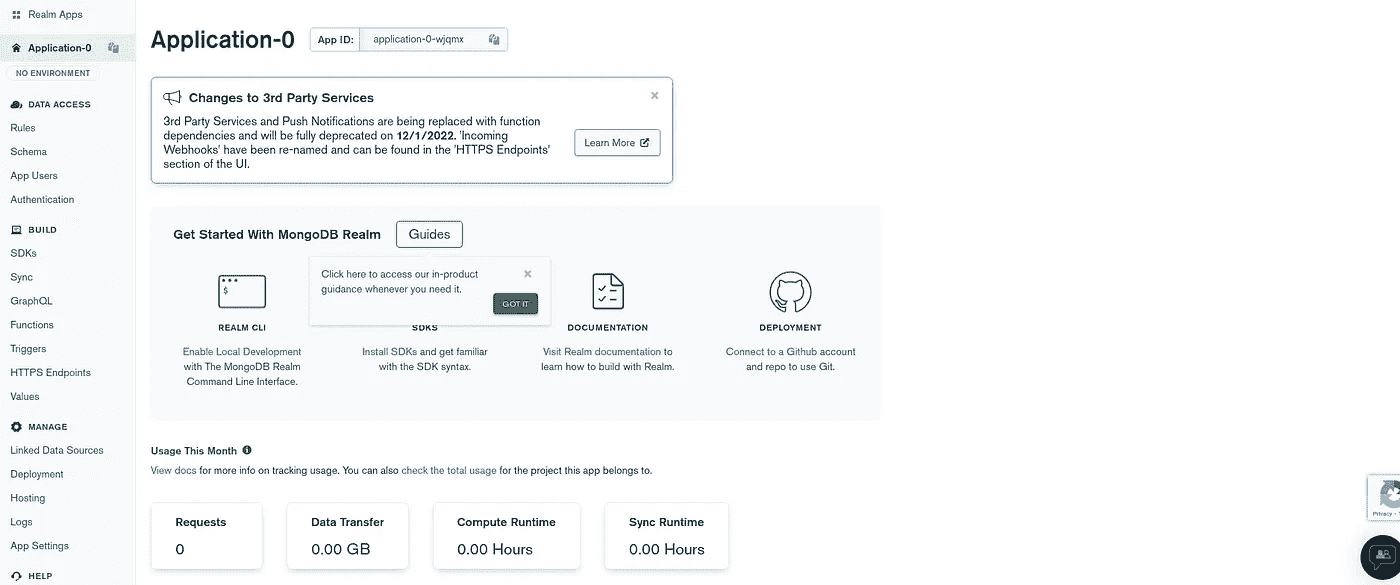 Realm Apps
Application-0
NO ENVIRONMENT
DATA ACCESS
Rules
Schema
App Users
Authentication
BUILD
SDKs
Sync
GraphQL
Functions
Triggers
HTTPS Endpoints
Values
MANAGE
Linked Data Sources
Deployment
Hosting
Logs
App Settings
HELP
Application-0
App ID: application-0-wjqmx
Changes to 3rd Party Services
3rd Party Services and Push Notifications are being replaced with function
dependencies and will be fully deprecated on 12/1/2022. 'Incoming
Webhooks' have been re-named and can be found in the 'HTTPS Endpoints'
section of the UI.
Learn More
Get Started With MongoDB Realm
Guides
Click here to access our in-product
guidance whenever you need it.
GOT IT
$
REALM CLI
Enable Local Development
with The MongoDB Realm
Command Line Interface.
SDKS
Install SDKs and get familiar
with the SDK syntax.
DOCUMENTATION
Visit Realm documentation to
learn how to build with Realm.
DEPLOYMENT
Connect to a Github account
and repo to use Git.
Usage This Month
View docs for more info on tracking usage. You can also check the total usage for the project this app belongs to.
Requests
0
Data Transfer
0.00 GB
Compute Runtime
0.00 Hours
Sync Runtime
0.00 Hours
Privacy -